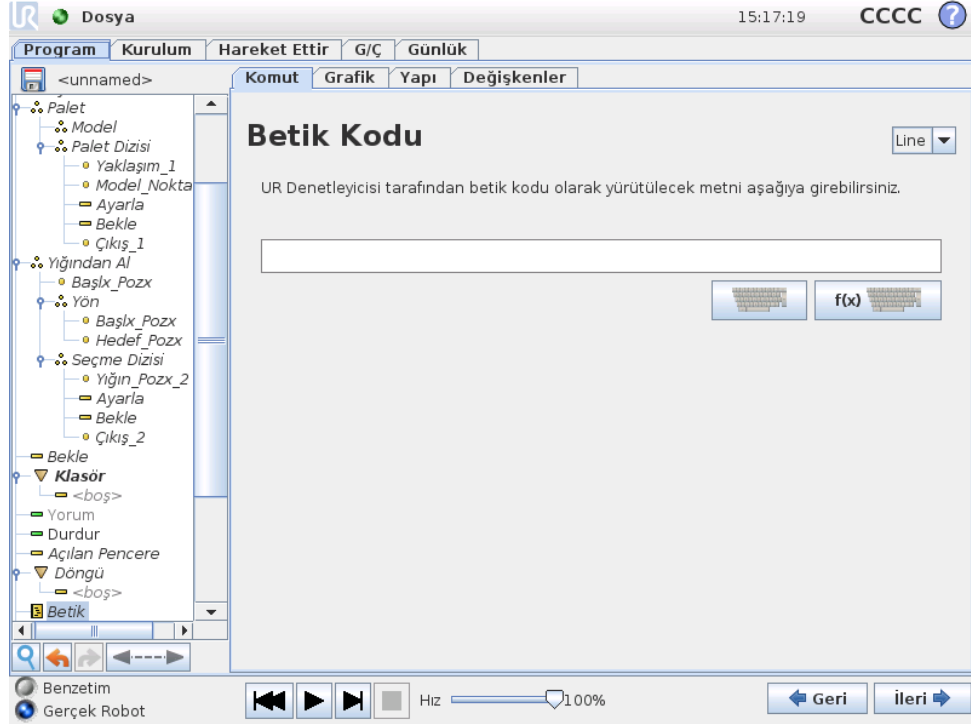 UR Dosya 15:17:19 CCCC ?
Program Kurulum Hareket Ettir G/Ç Günlük
<unnamed>
Komut Grafik Yapı Değişkenler
Palet
Model
Palet Dizisi
Yaklaşım_1
Model_Nokta
Ayarla
Bekle
Çıkış_1
Yığından Al
Başlx_Pozx
Yön
Başlx_Pozx
Hedef_Pozx
Seçme Dizisi
Yığın_Pozx_2
Ayarla
Bekle
Çıkış_2
Bekle
Klasör
<boş>
Yorum
Durdur
Açılan Pencere
Döngü
<boş>
Betik
Betik Kodu
Line
UR Denetleyicisi tarafından betik kodu olarak yürütülecek metni aşağıya girebilirsiniz.
f(x)
Benzetim
Gerçek Robot
Hız 100%
Geri İleri